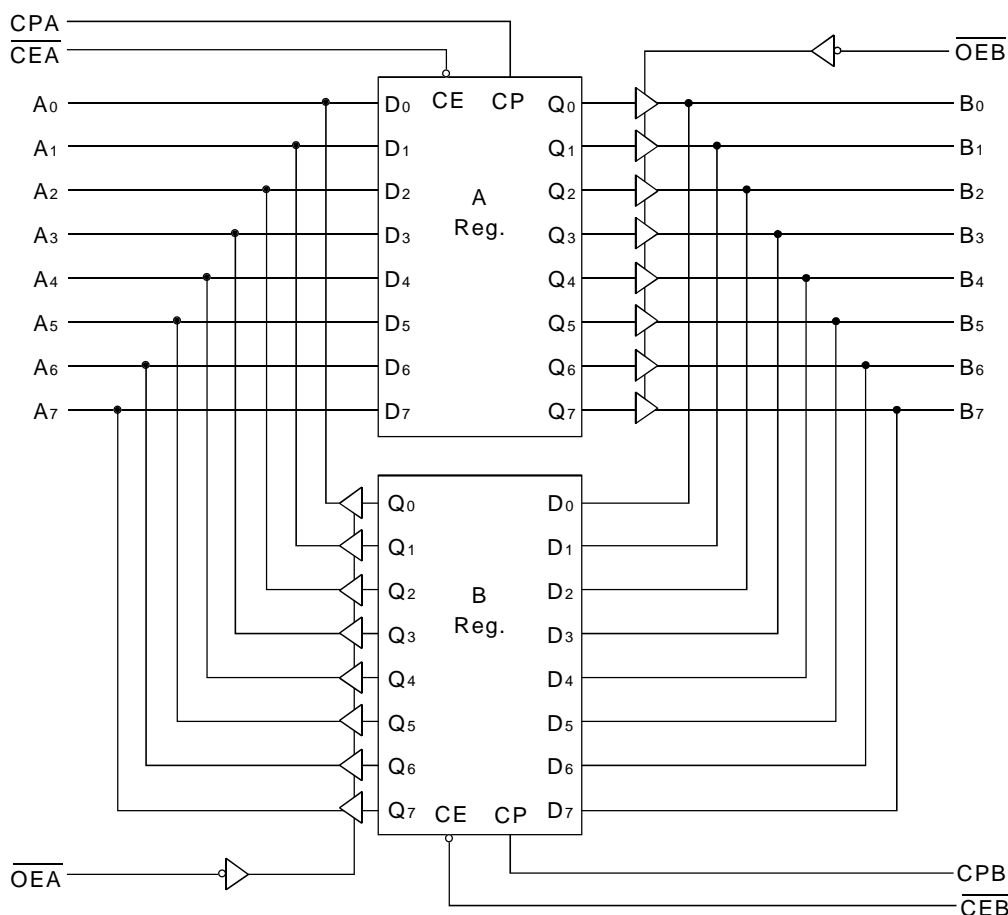 CPA
CEA
OEB
CE CP
A0 D0 Q0 B0
A1 D1 Q1 B1
A2 D2 Q2 B2
A3 D3 Q3 B3
A4 D4 Q4 B4
A5 D5 Q5 B5
A6 D6 Q6 B6
A7 D7 Q7 B7
A
Reg.
Q0 D0
Q1 D1
Q2 D2
Q3 D3
Q4 D4
Q5 D5
Q6 D6
Q7 D7
B
Reg.
CE CP
OEA
CPB
CEB